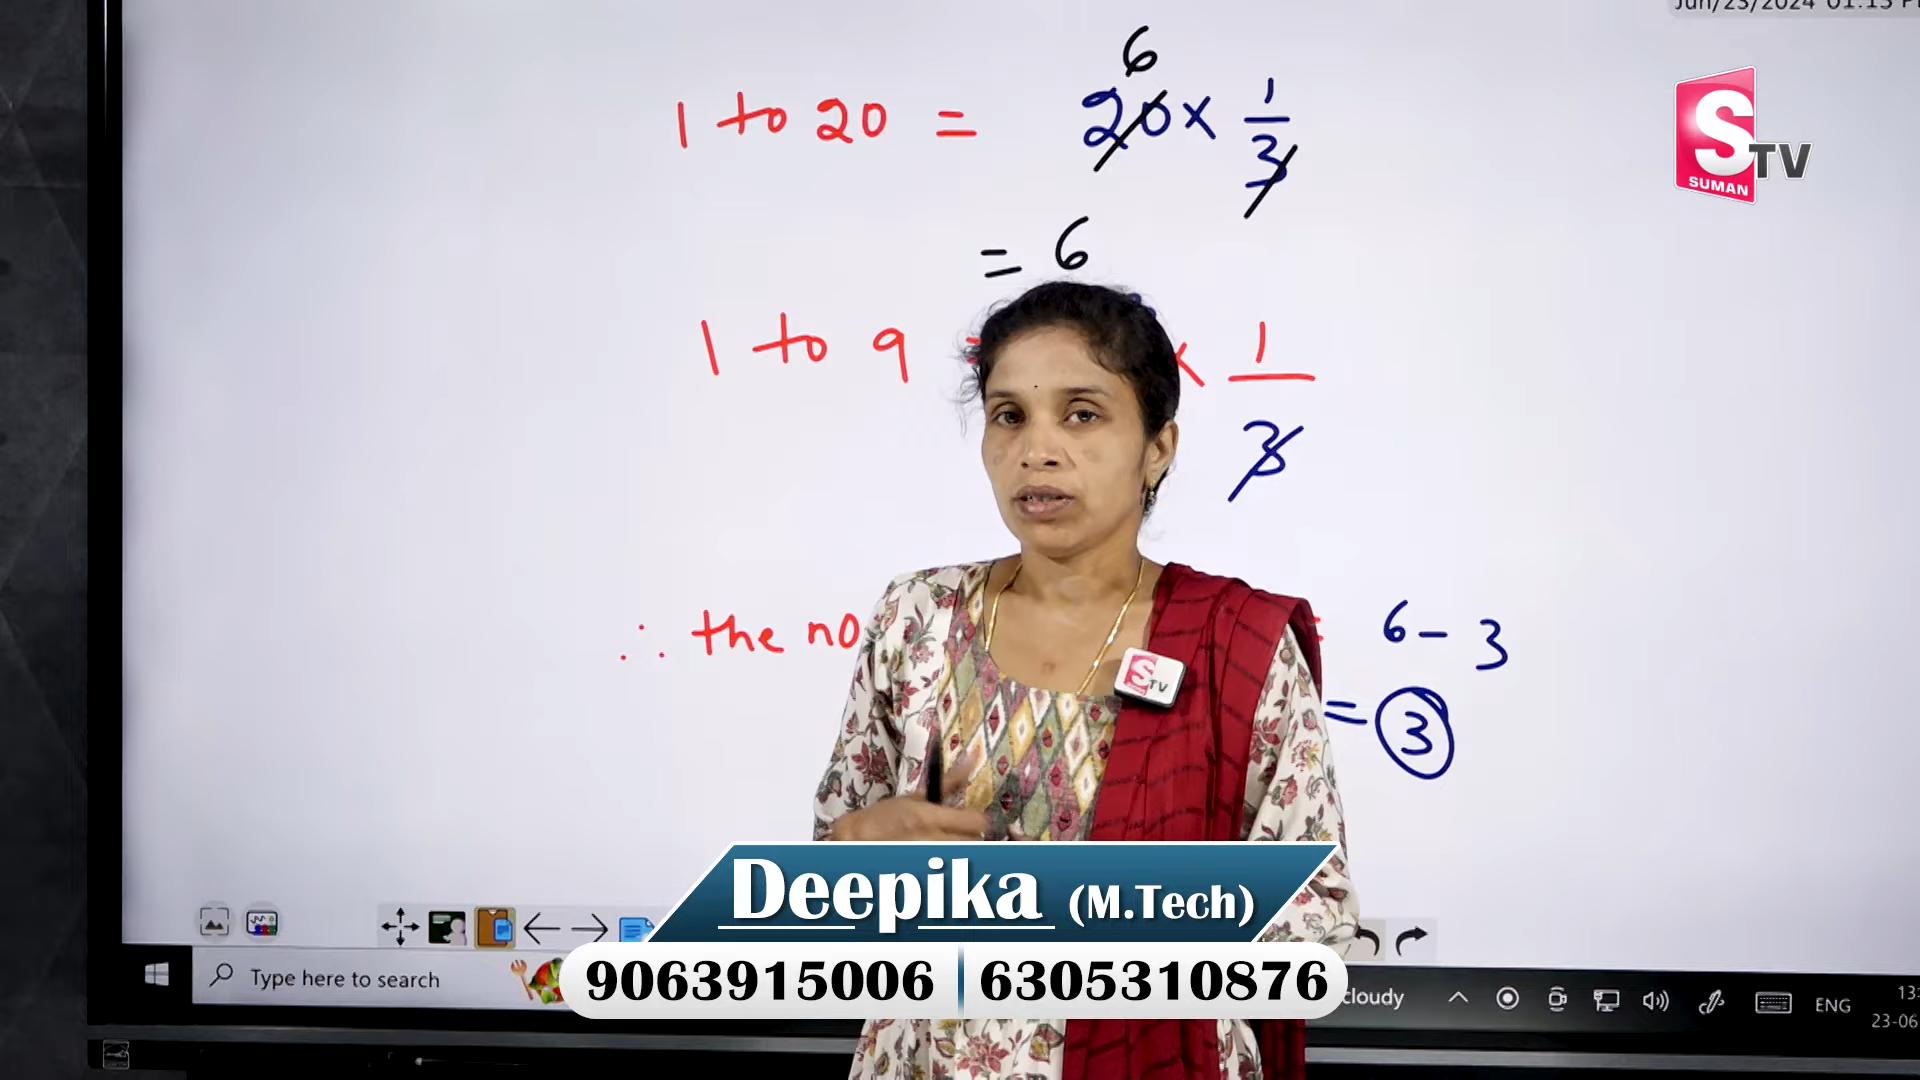 Jun/23/2024 01:13
S TV
SUMAN
6
1 to 20 = 20 × 1/3
= 6
1 to 9 = × 1/3
∴ the no = 6 - 3
= 3
S TV
Deepika (M.Tech)
9063915006 6305310876
Type here to search
cloudy
ENG
13:
23-06